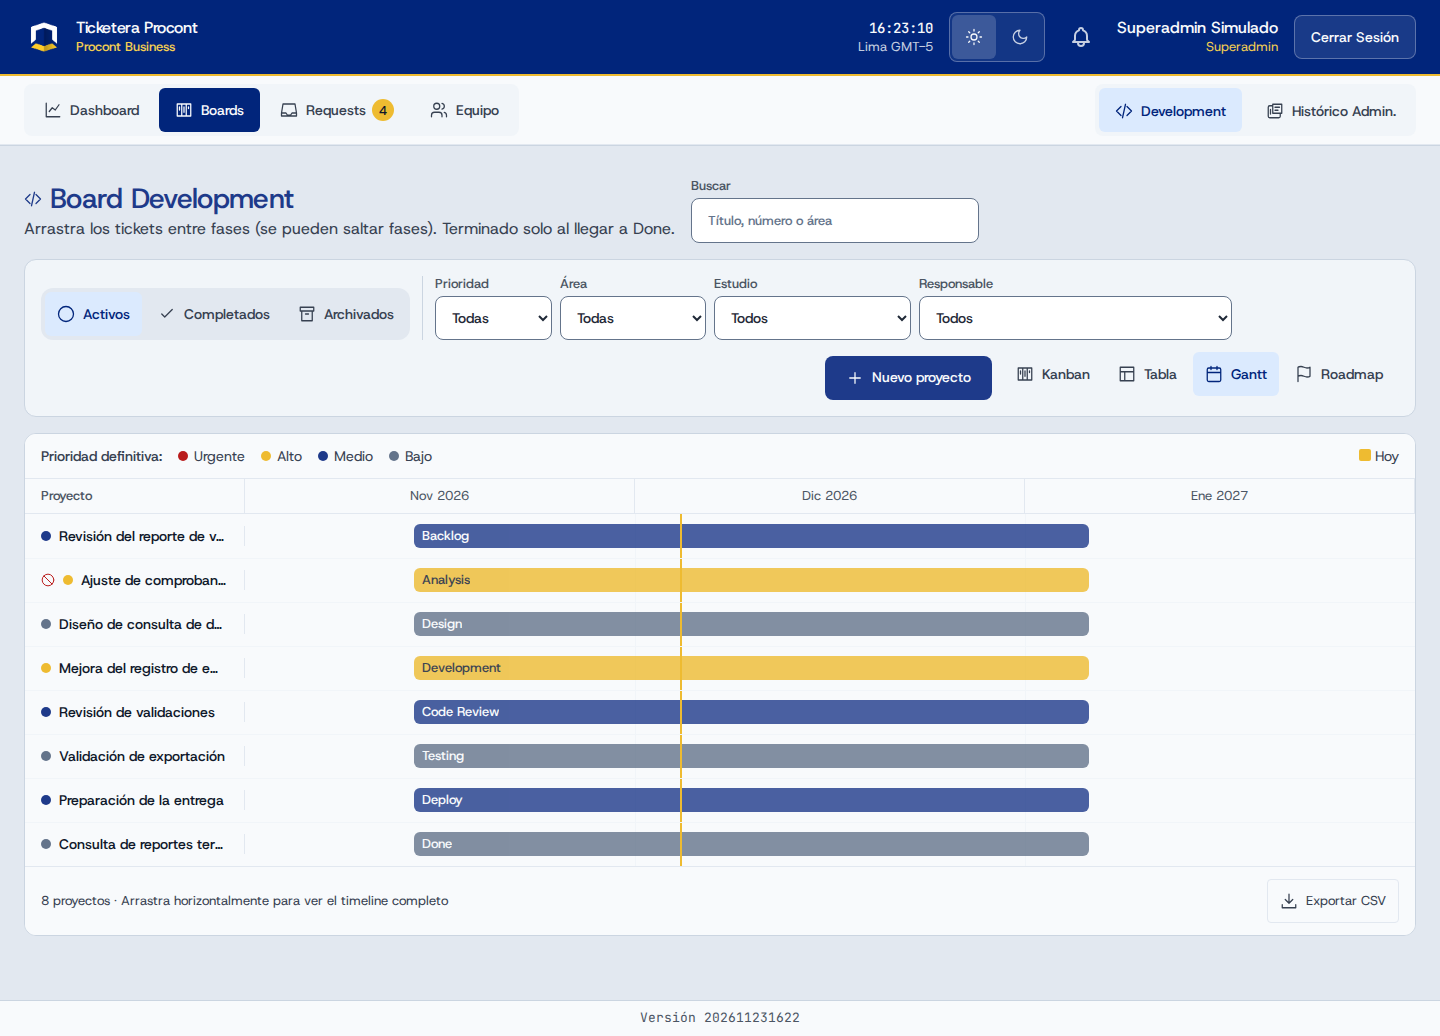 Ticketera Procont
Procont Business
16:23:10
Lima GMT-5
Superadmin Simulado
Superadmin
Cerrar Sesión
Dashboard
Boards
Requests 4
Equipo
Development
Histórico Admin.
Board Development
Arrastra los tickets entre fases (se pueden saltar fases). Terminado solo al llegar a Done.
Buscar
Título, número o área
Activos
Completados
Archivados
Prioridad
Todas
Área
Todas
Estudio
Todos
Responsable
Todos
Nuevo proyecto
Kanban
Tabla
Gantt
Roadmap
Prioridad definitiva:
Urgente
Alto
Medio
Bajo
Hoy
Proyecto
Nov 2026
Dic 2026
Ene 2027
Revisión del reporte de v...
Backlog
Ajuste de comproban...
Analysis
Diseño de consulta de d...
Design
Mejora del registro de e...
Development
Revisión de validaciones
Code Review
Validación de exportación
Testing
Preparación de la entrega
Deploy
Consulta de reportes ter...
Done
8 proyectos · Arrastra horizontalmente para ver el timeline completo
Exportar CSV
Versión 202611231622